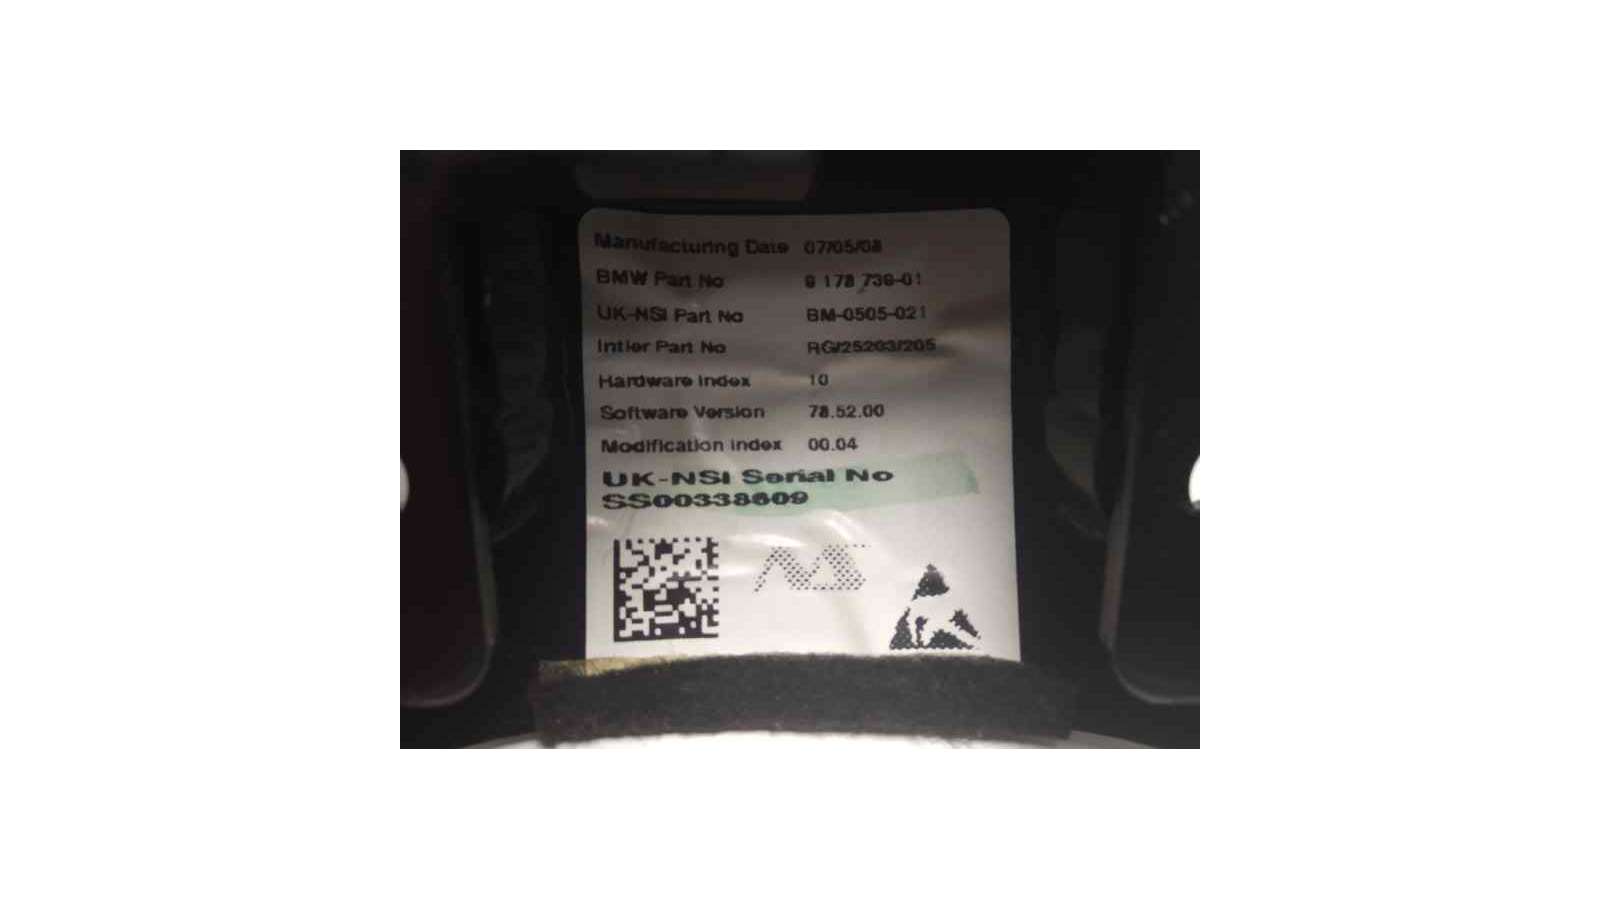 Manufacturing Date 07/05/08
BMW Part No 9 178 739-01
UK-NSI Part No BM-0505-021
Intier Part No RG/25203/205
Hardware Index 10
Software Version 78.52.00
Modification Index 00.04
UK-NSI Serial No
SS00338609
NS